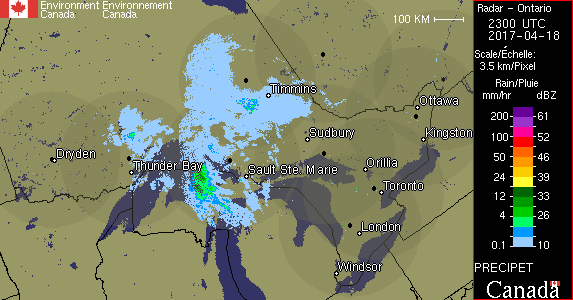 Environment Environnement
Canada Canada
100 KM
Timmins
Ottawa
Sudbury
Kingston
Dryden
Thunder Bay
Sault Ste. Marie
Orillia
Toronto
London
Windsor
Radar - Ontario
2300 UTC
2017-04-18
Scale/Échelle:
3.5 km/Pixel
Rain/Pluie
mm/hr dBZ
200 61
100 52
50 46
24 39
12 33
4 26
0.1 10
PRECIPET
Canada